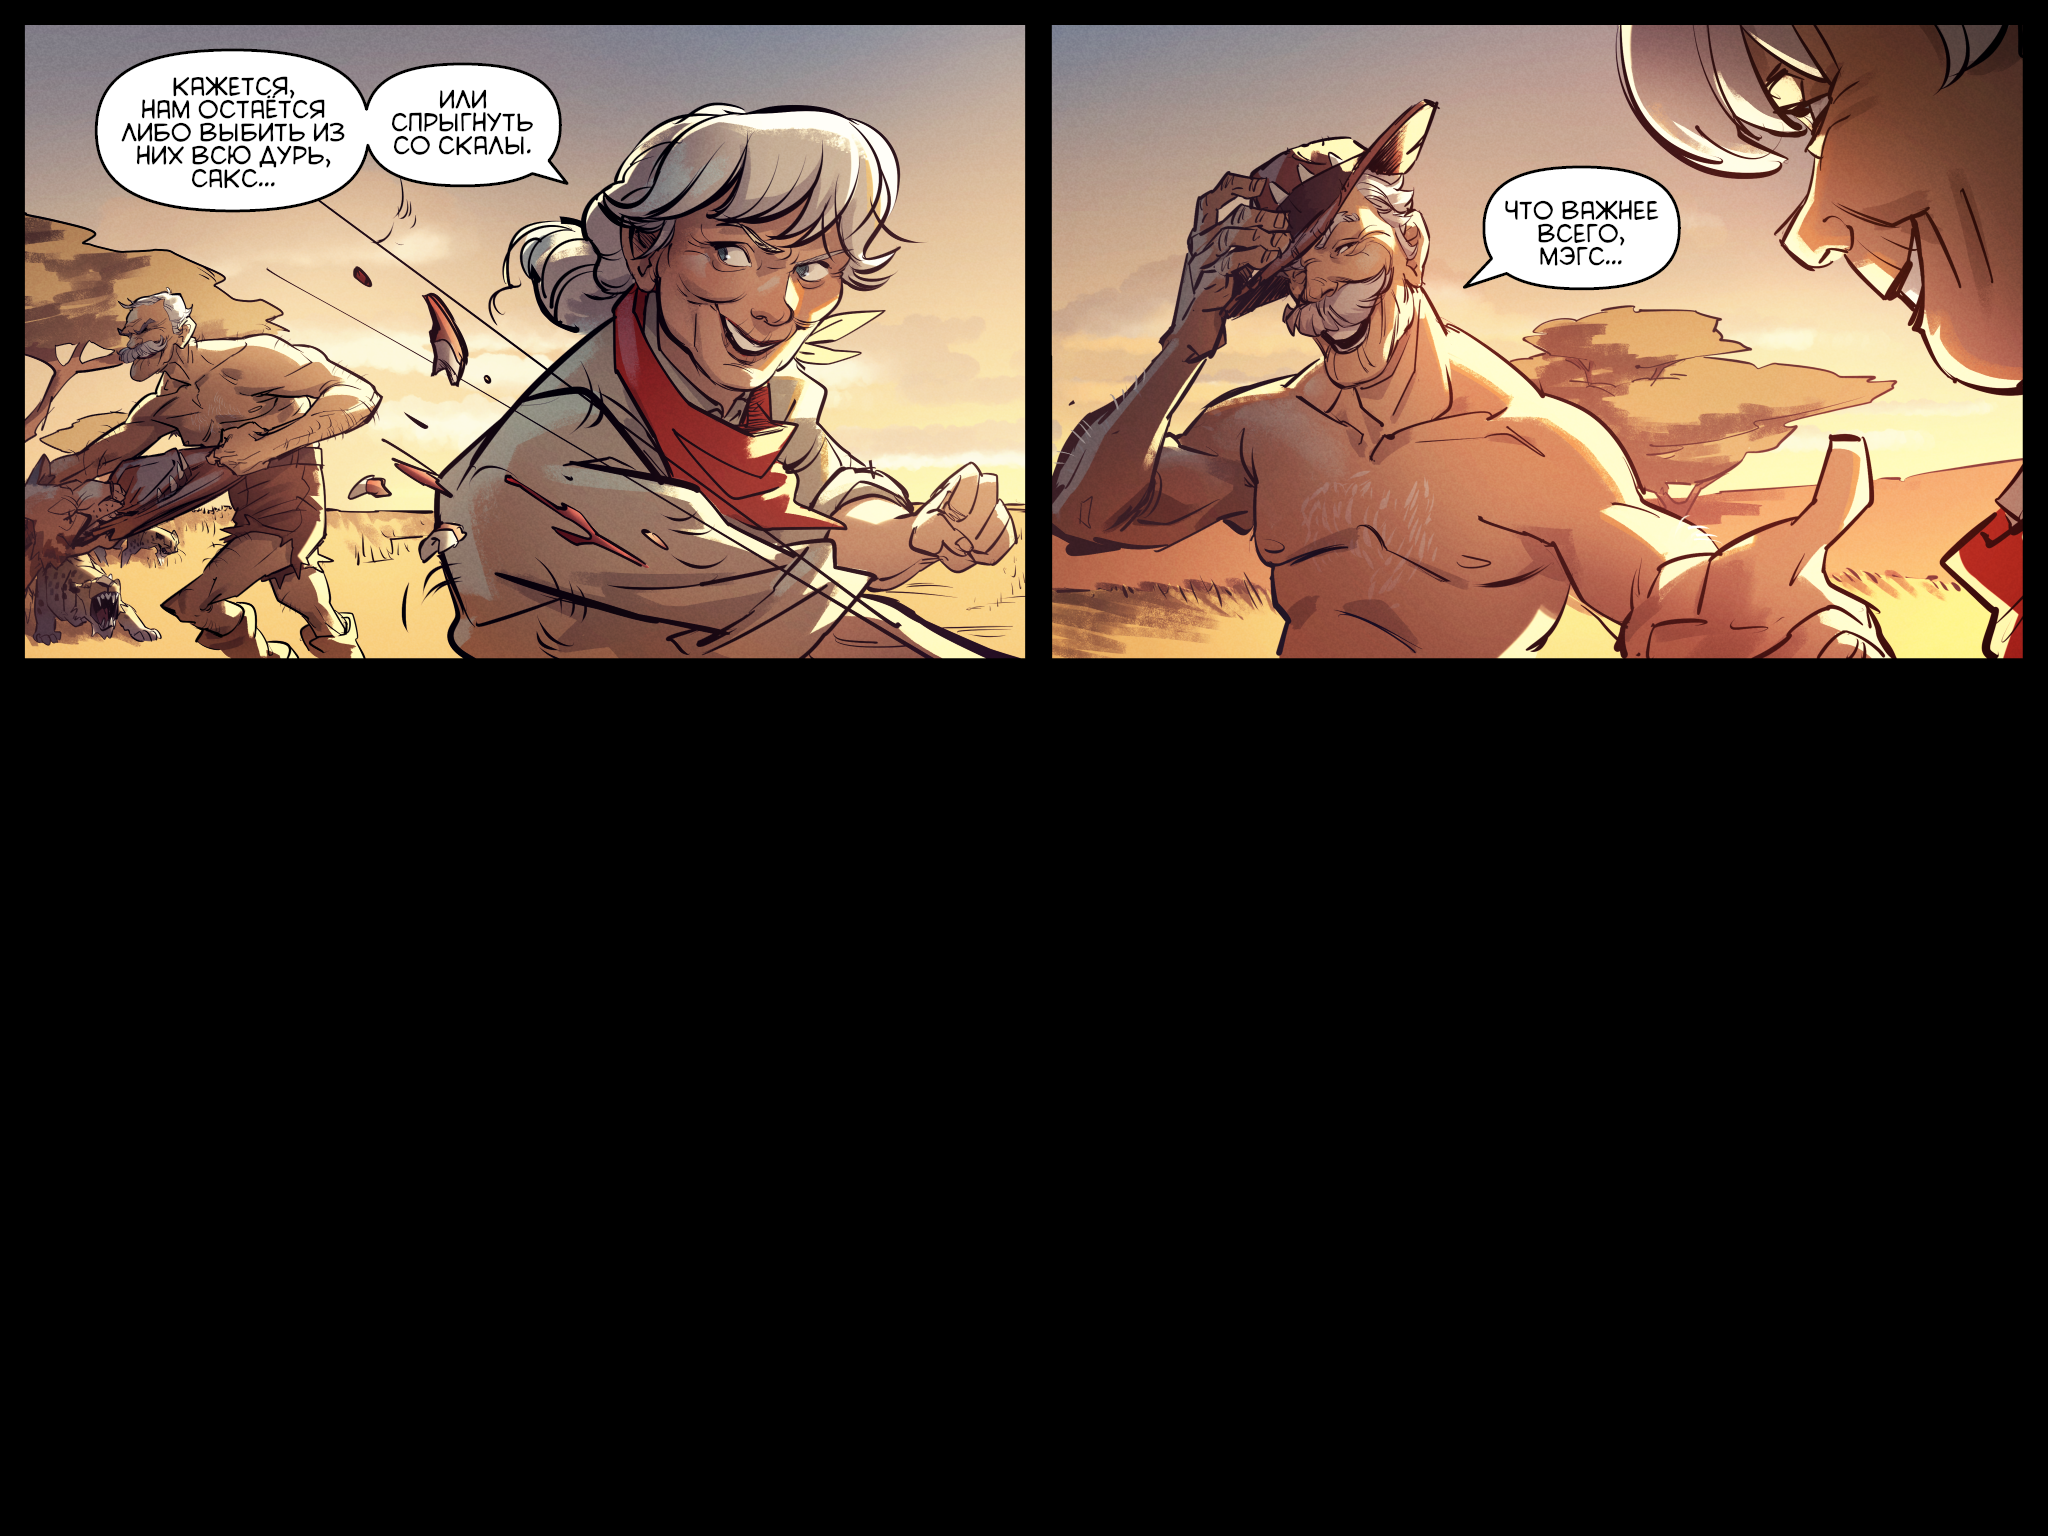 КАЖЕТСЯ,
НАМ ОСТАЁТСЯ
ЛИБО ВЫБИТЬ ИЗ
НИХ ВСЮ ДУРЬ,
САКС...
ИЛИ
СПРЫГНУТЬ
СО СКАЛЫ.
ЧТО ВАЖНЕЕ
ВСЕГО,
МЭГС...